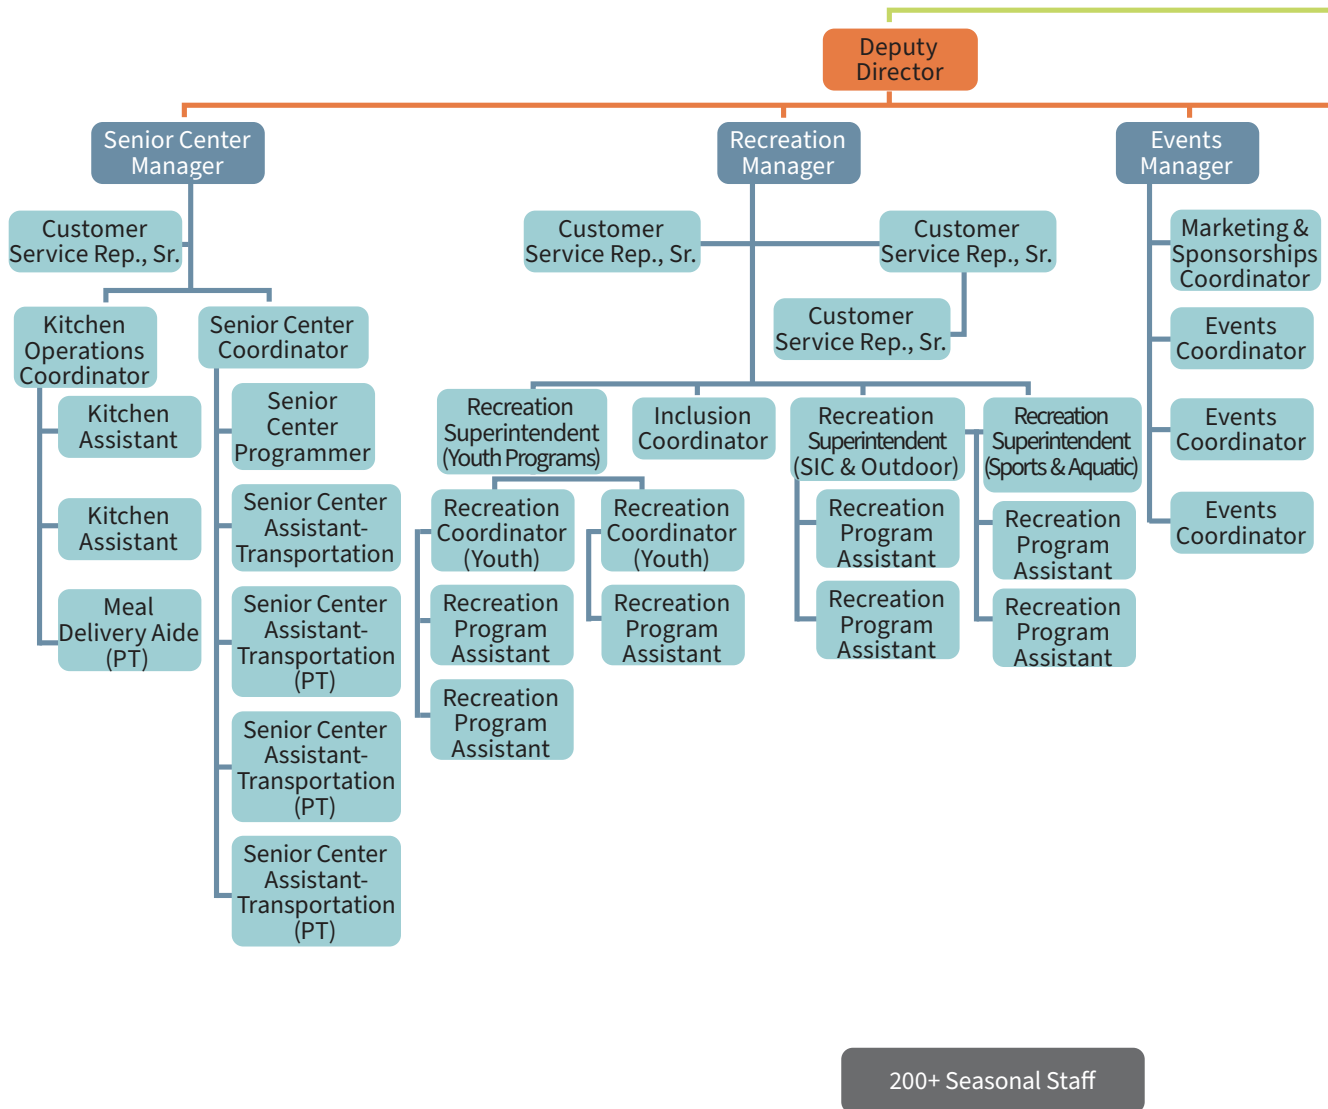 Deputy
Director
Senior Center
Manager
Recreation
Manager
Events
Manager
Customer
Service Rep., Sr.
Kitchen
Operations
Coordinator
Kitchen
Assistant
Kitchen
Assistant
Meal
Delivery Aide
(PT)
Senior Center
Coordinator
Senior
Center
Programmer
Senior Center
Assistant-
Transportation
Senior Center
Assistant-
Transportation
(PT)
Senior Center
Assistant-
Transportation
(PT)
Senior Center
Assistant-
Transportation
(PT)
Customer
Service Rep., Sr.
Customer
Service Rep., Sr.
Customer
Service Rep., Sr.
Recreation
Superintendent
(Youth Programs)
Recreation
Coordinator
(Youth)
Recreation
Program
Assistant
Recreation
Program
Assistant
Recreation
Coordinator
(Youth)
Recreation
Program
Assistant
Inclusion
Coordinator
Recreation
Superintendent
(SIC & Outdoor)
Recreation
Program
Assistant
Recreation
Program
Assistant
Recreation
Superintendent
(Sports & Aquatic)
Recreation
Program
Assistant
Recreation
Program
Assistant
Marketing &
Sponsorships
Coordinator
Events
Coordinator
Events
Coordinator
Events
Coordinator
200+ Seasonal Staff